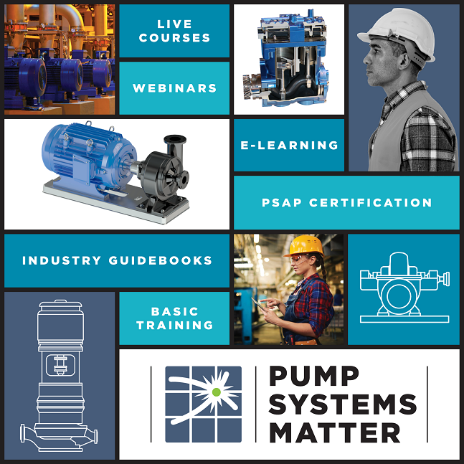 LIVE
COURSES
WEBINARS
E-LEARNING
PSAP CERTIFICATION
INDUSTRY GUIDEBOOKS
BASIC
TRAINING
PUMP
SYSTEMS
MATTER